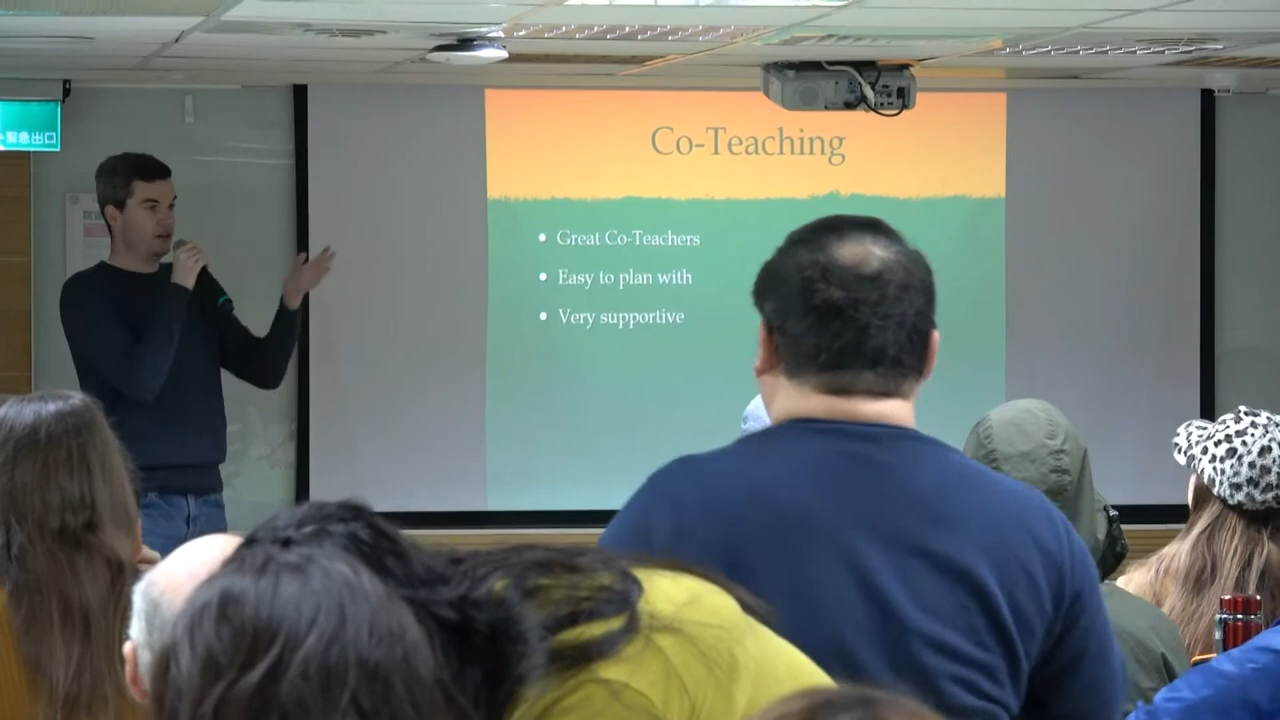 緊急出口
Co-Teaching
• Great Co-Teachers
• Easy to plan with
• Very supportive